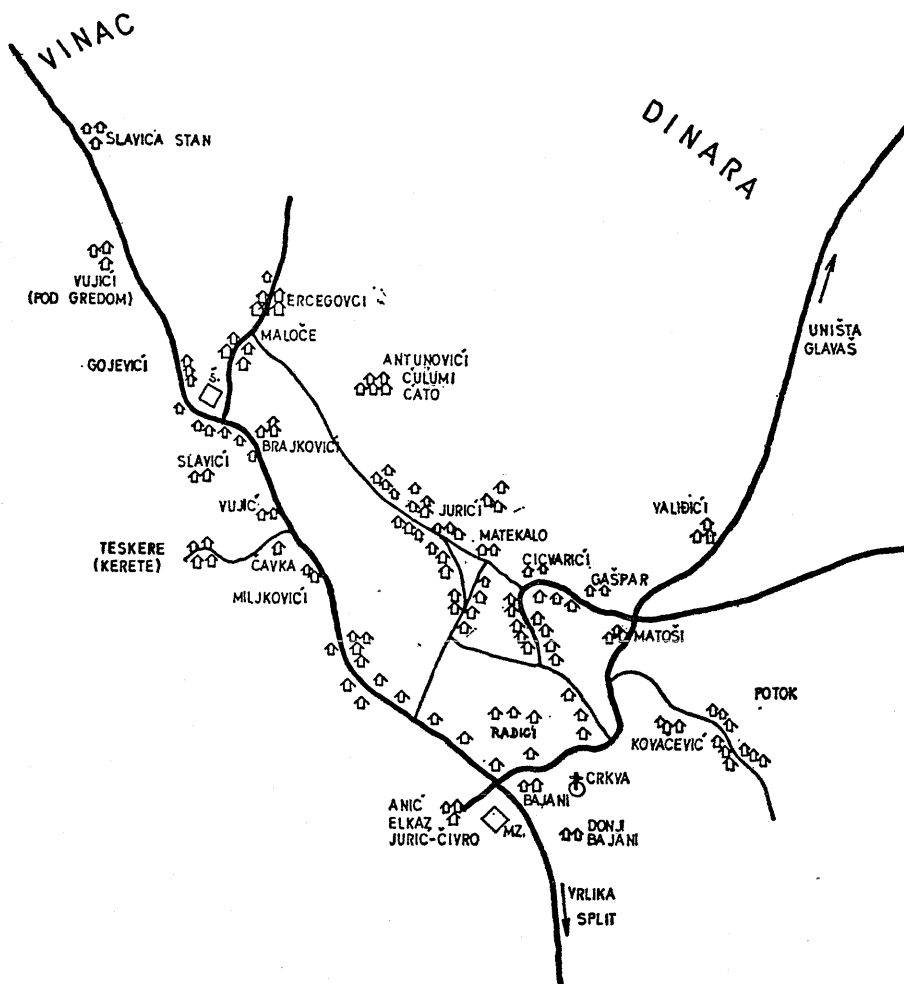 VINAC
DINARA
SLAVICA STAN
VUJIĆI
(POD GREDOM)
ERCEGOVCI
MALOČE
UNIŠTA
GLAVAŠ
GOJEVIĆI
Š.
ANTUNOVIĆI
ĆULUMI
ĆATO
BRAJKOVIĆI
SLAVIĆI
VUJIĆ
JURIĆI
VALIĐIĆI
MATEKALO
TESKERE
(KERETE)
ČAVKA
CICVARIĆI
GAŠPAR
MILJKOVIĆI
MATOŠI
POTOK
RADIĆI
KOVAČEVIĆ
CRKVA
BAJANI
ANIĆ
ELKAZ
JURIĆ-ČIVRO
MZ.
DONJI
BAJANI
VRLIKA
SPLIT